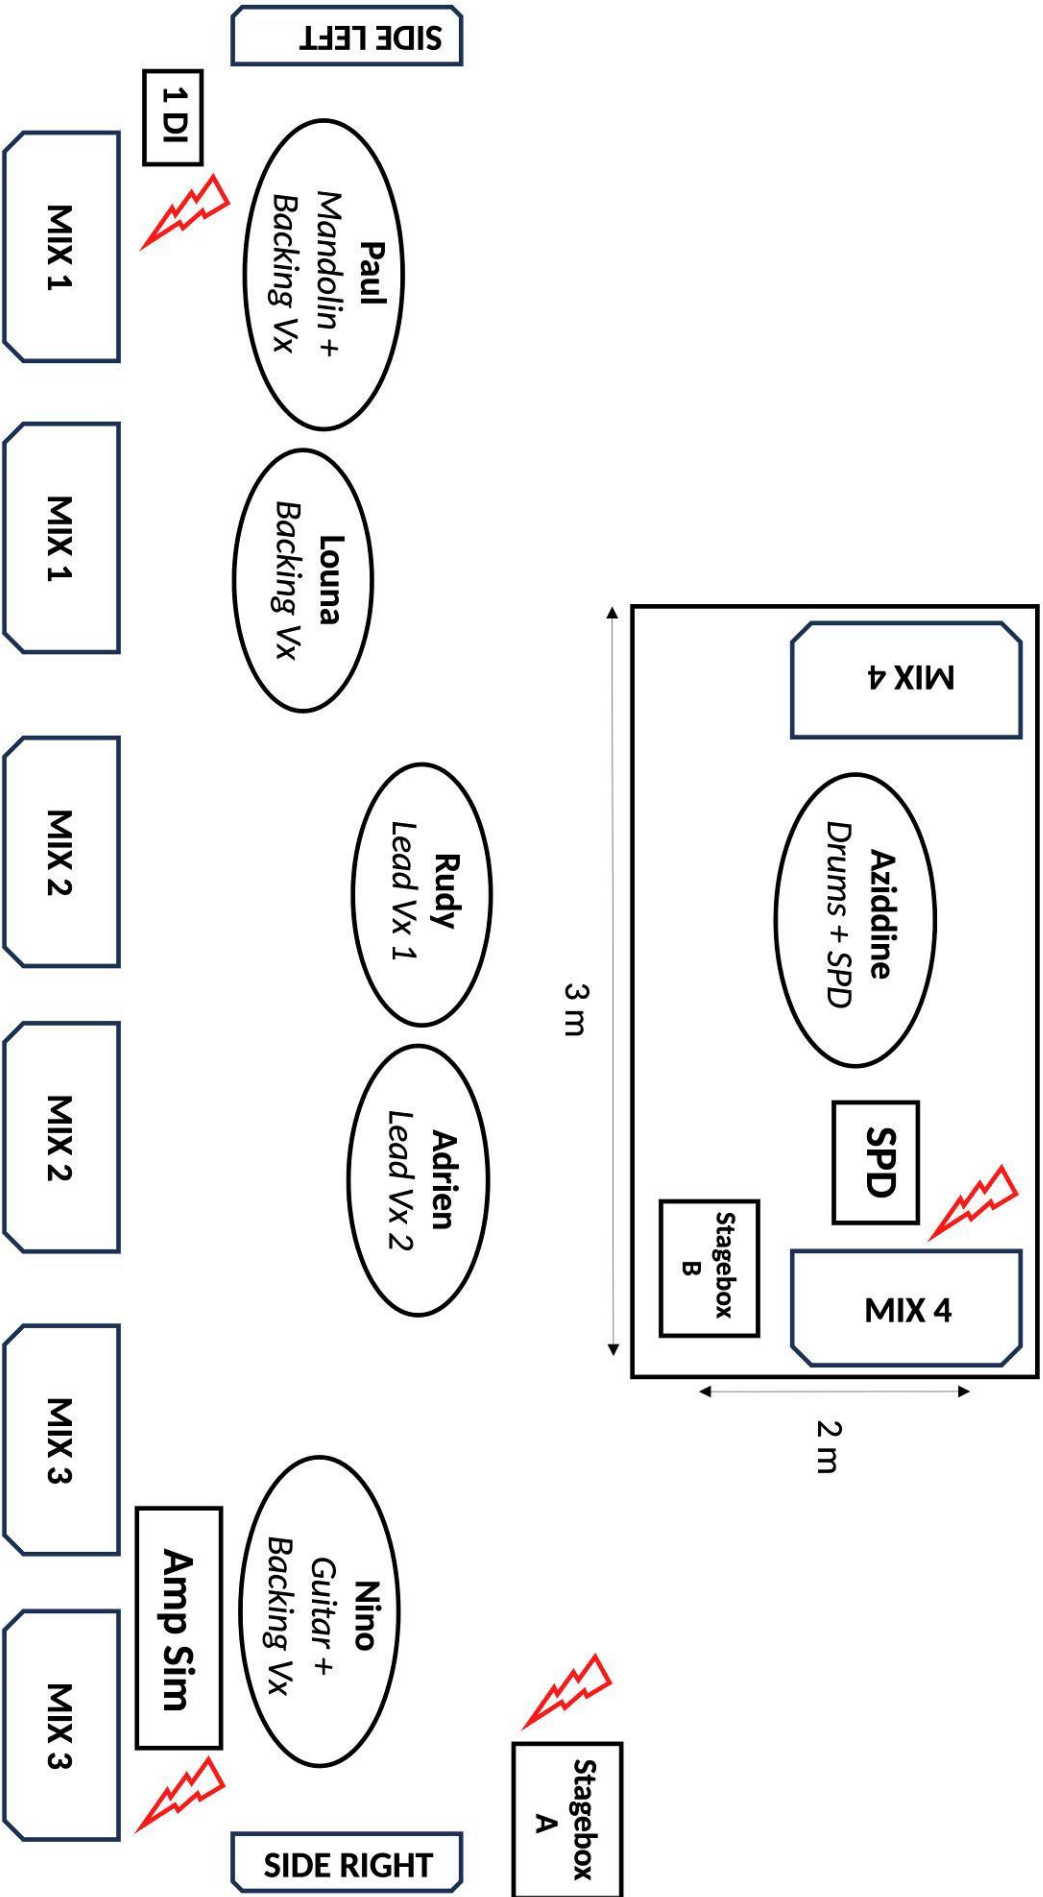 MIX 4
Aziddine
Drums + SPD
SPD
MIX 4
Stagebox
B
3 m
2 m
Stagebox
A
SIDE LEFT
Paul
Mandolin +
Backing Vx
Louna
Backing Vx
Rudy
Lead Vx 1
Adrien
Lead Vx 2
Nino
Guitar +
Backing Vx
SIDE RIGHT
1 DI
Amp Sim
MIX 1
MIX 1
MIX 2
MIX 2
MIX 3
MIX 3